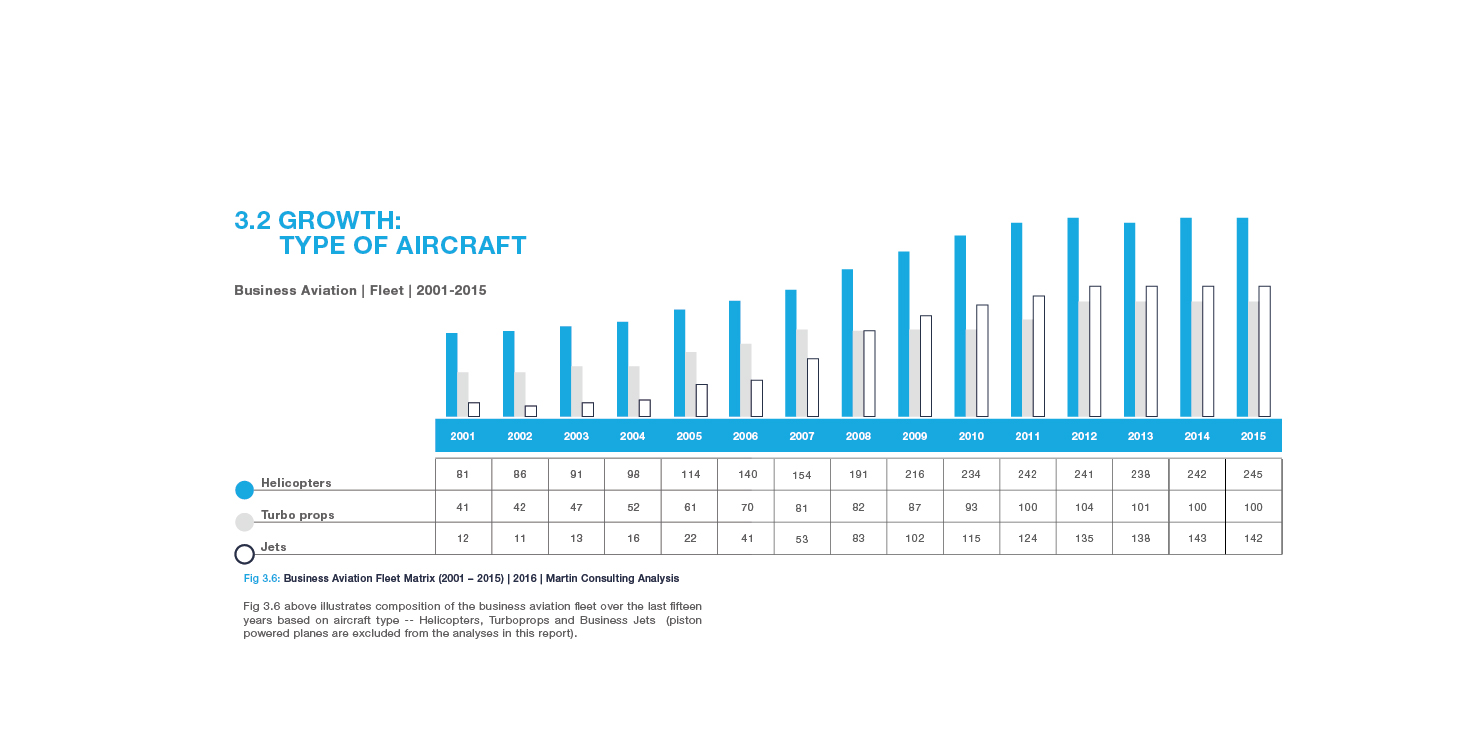 3.2 GROWTH:
TYPE OF AIRCRAFT
Business Aviation | Fleet | 2001-2015
2001 2002 2003 2004 2005 2006 2007 2008 2009 2010 2011 2012 2013 2014 2015
Helicopters 81 86 91 98 114 140 154 191 216 234 242 241 238 242 245
Turbo props 41 42 47 52 61 70 81 82 87 93 100 104 101 100 100
Jets 12 11 13 16 22 41 53 83 102 115 124 135 138 143 142
Fig 3.6: Business Aviation Fleet Matrix (2001 – 2015) | 2016 | Martin Consulting Analysis
Fig 3.6 above illustrates composition of the business aviation fleet over the last fifteen
years based on aircraft type -- Helicopters, Turboprops and Business Jets (piston
powered planes are excluded from the analyses in this report).